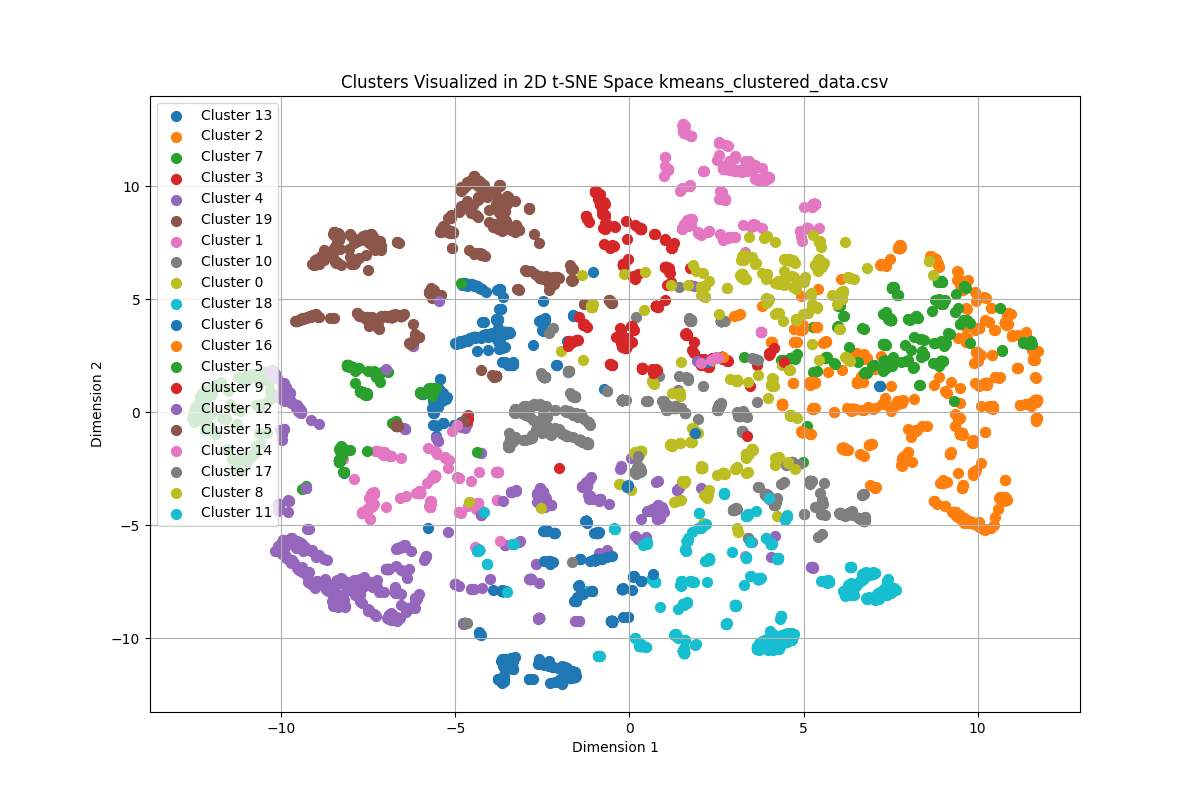 Clusters Visualized in 2D t-SNE Space kmeans_clustered_data.csv
Cluster 13
Cluster 2
Cluster 7
Cluster 3
Cluster 4
Cluster 19
Cluster 1
Cluster 10
Cluster 0
Cluster 18
Cluster 6
Cluster 16
Cluster 5
Cluster 9
Cluster 12
Cluster 15
Cluster 14
Cluster 17
Cluster 8
Cluster 11
10
5
0
−5
−10
Dimension 2
−10 −5 0 5 10
Dimension 1